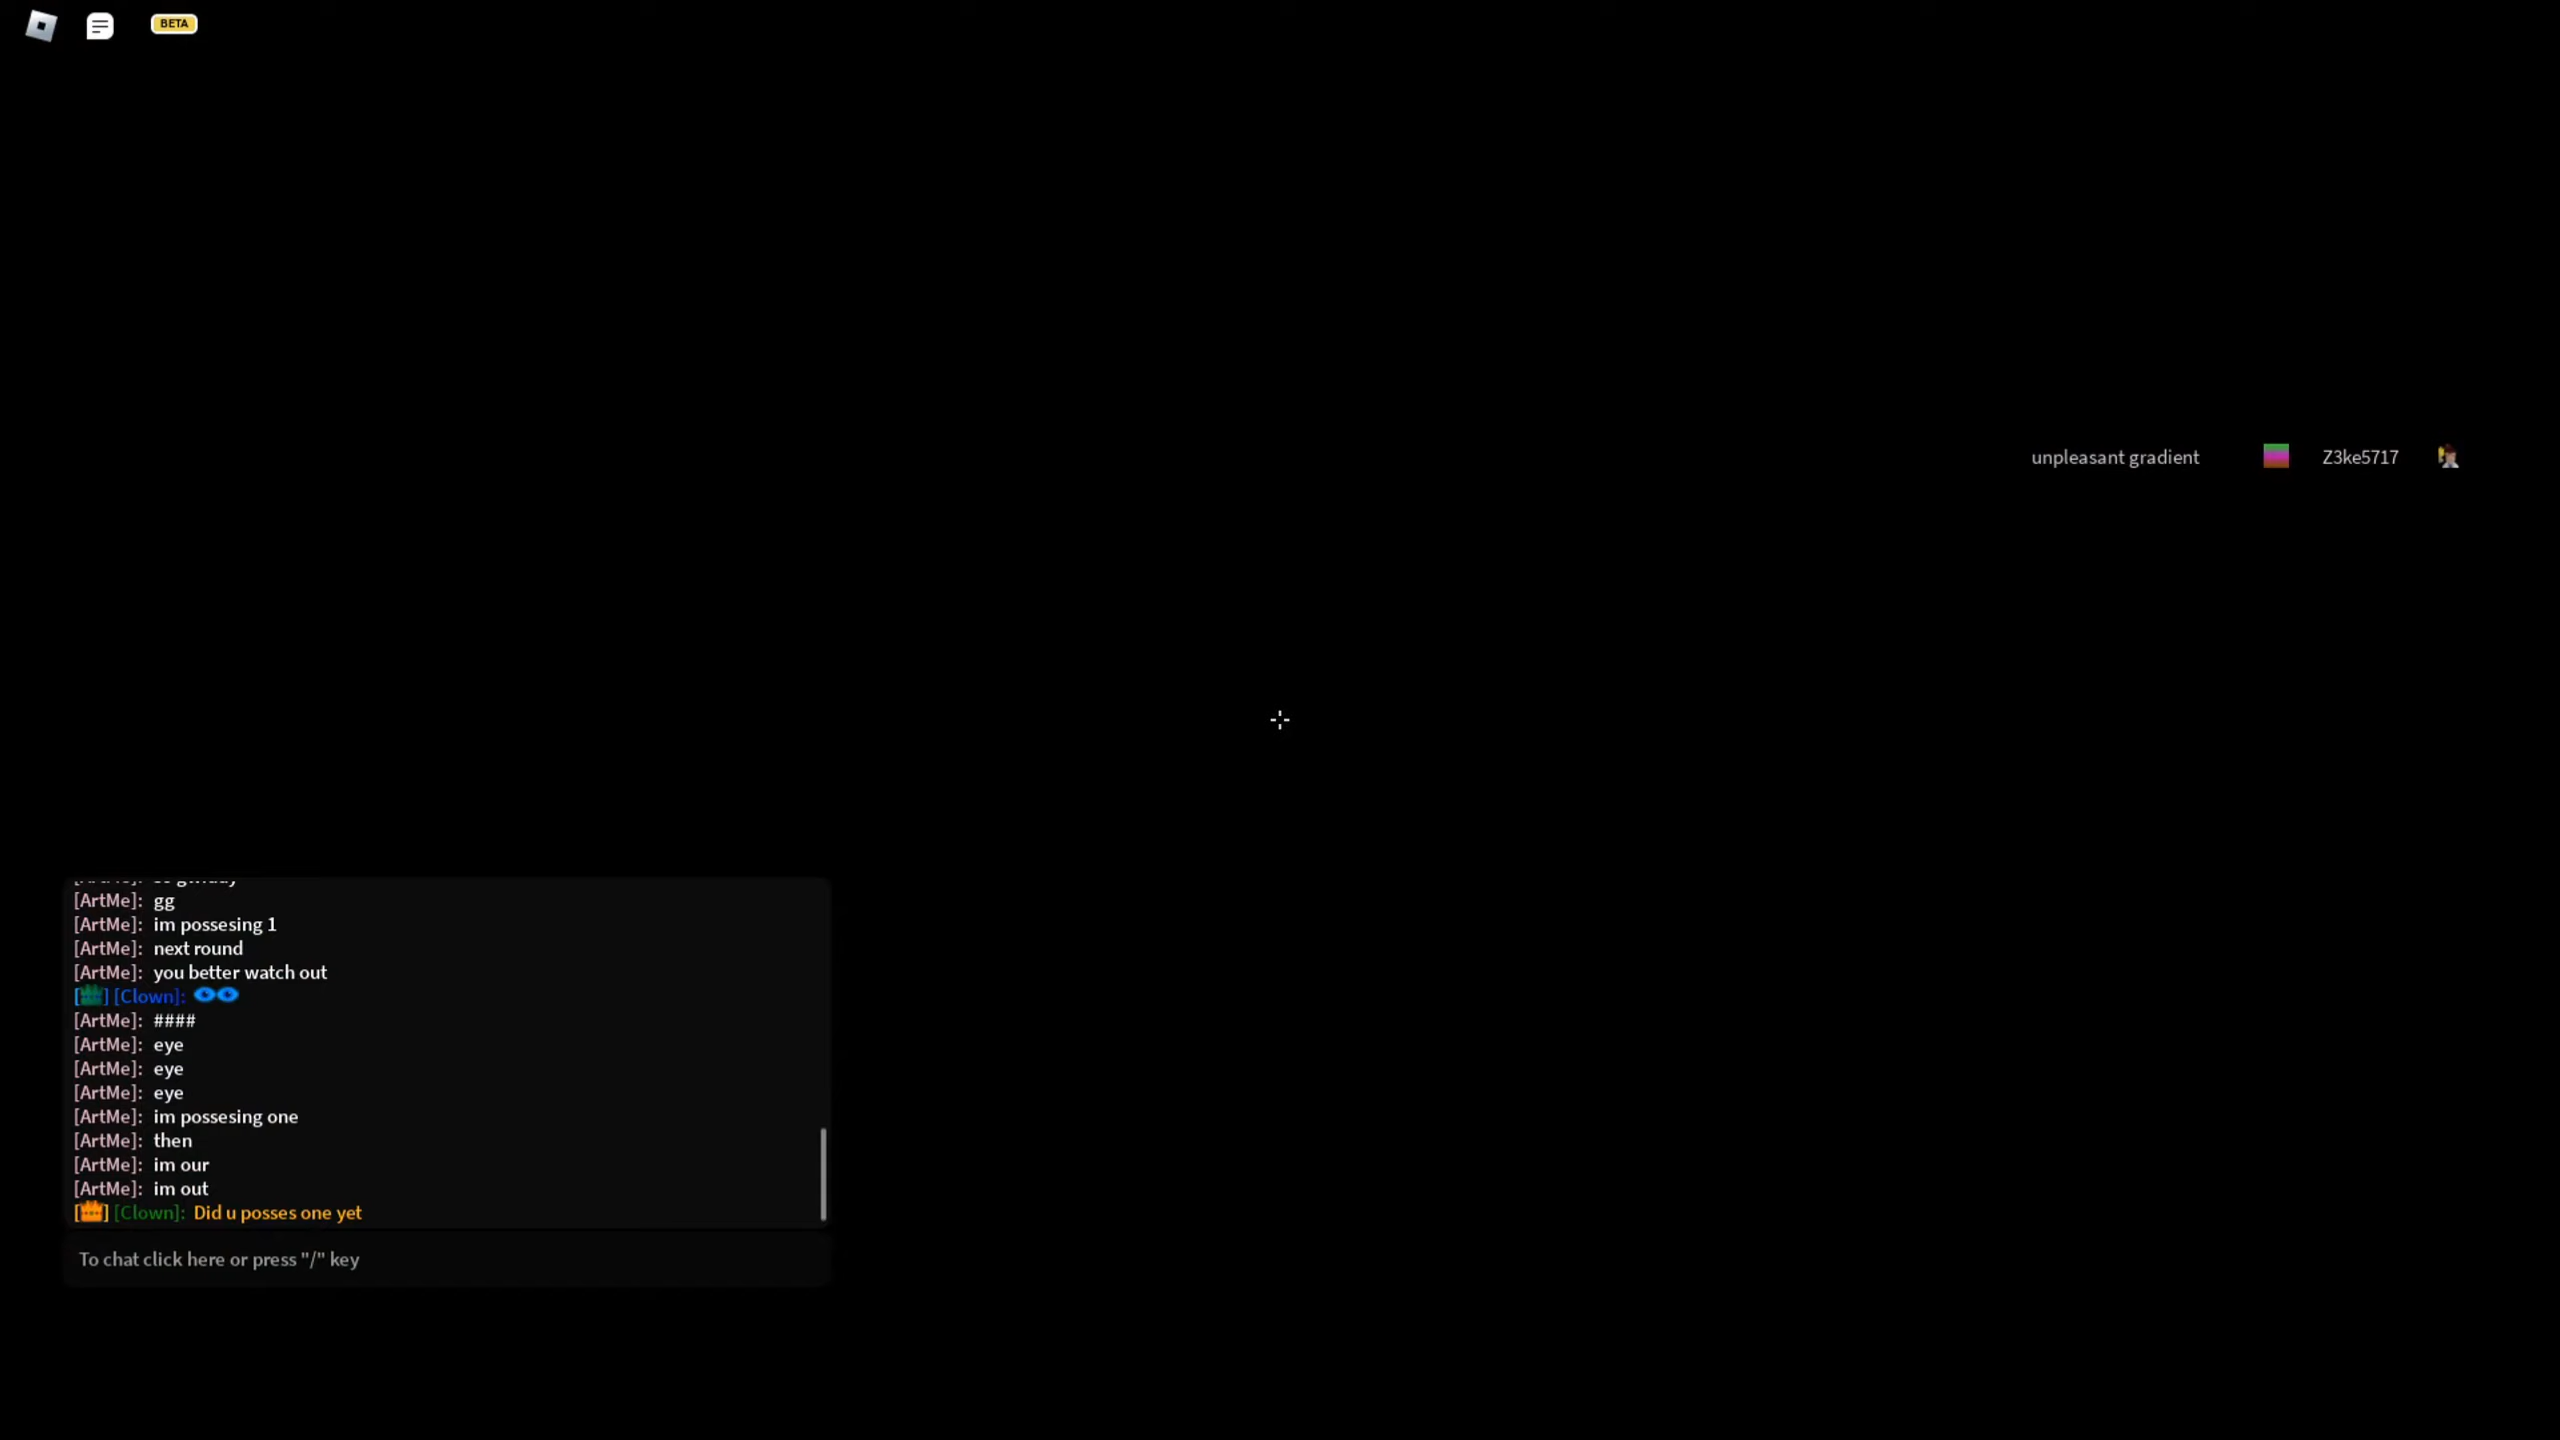 BETA
unpleasant gradient Z3ke5717
[ArtMe]: gg
[ArtMe]: im possesing 1
[ArtMe]: next round
[ArtMe]: you better watch out
[Clown]:
[ArtMe]: ####
[ArtMe]: eye
[ArtMe]: eye
[ArtMe]: eye
[ArtMe]: im possesing one
[ArtMe]: then
[ArtMe]: im our
[ArtMe]: im out
[Clown]: Did u posses one yet
To chat click here or press "/" key